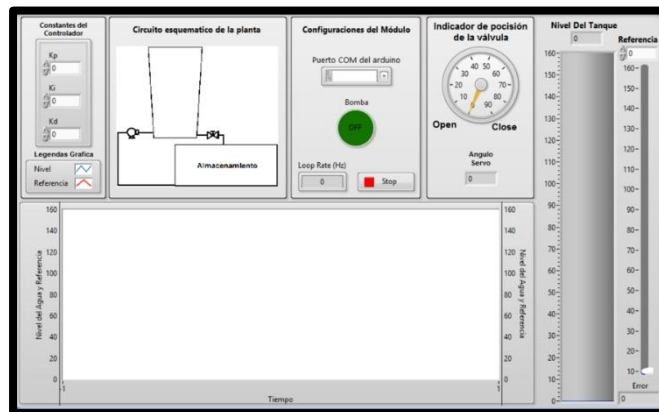 Constantes del
Controlador
Kp
0
Ki
0
Kd
0
Legendas Grafica
Nivel
Referencia
Circuito esquematico de la planta
Almacenamiento
Configuraciones del Módulo
Puerto COM del arduino
Bomba
OFF
Loop Rate (Hz)
0
Stop
Indicador de pocisión
de la válvula
0 10 20 30 40 50 60 70 80 90
Open
Close
Angulo
Servo
0
Nivel Del Tanque
0
160
150
140
130
120
110
100
90
80
70
60
50
40
30
20
10
0
Referencia
0
160
150
140
130
120
110
100
90
80
70
60
50
40
30
20
10
0
Error
0
Nivel del Agua y Referencia
160
140
120
100
80
60
40
20
0
-1
1
Tiempo
160
140
120
100
80
60
40
20
0
Nivel del Agua y Referencia